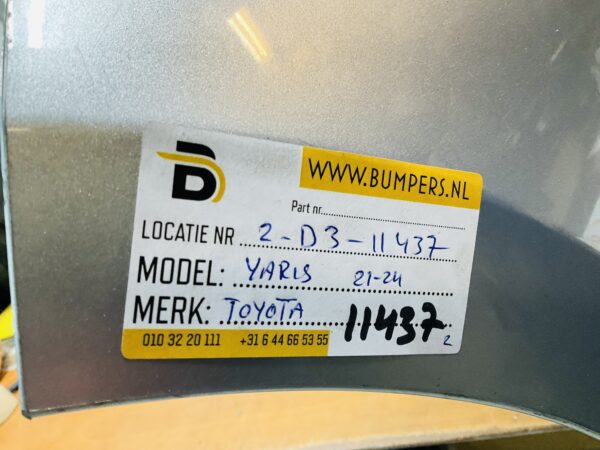 B
WWW.BUMPERS.NL
Part nr
LOCATIE NR 2-D3-11437
MODEL: YARIS 21-24
MERK: TOYOTA 11437 2
010 32 20 111 +31 6 44 66 53 55